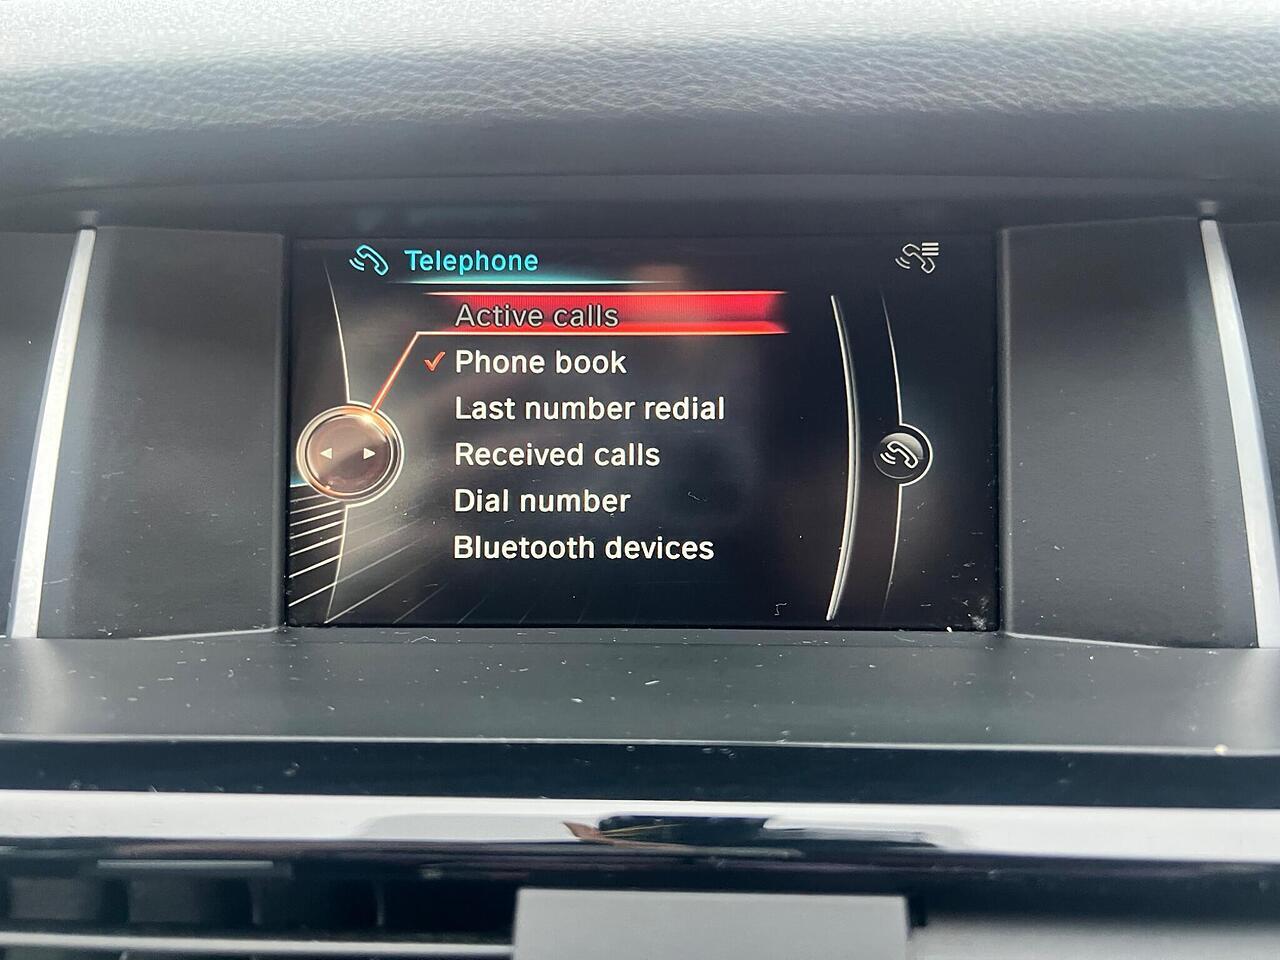 Telephone
Active calls
Phone book
Last number redial
Received calls
Dial number
Bluetooth devices